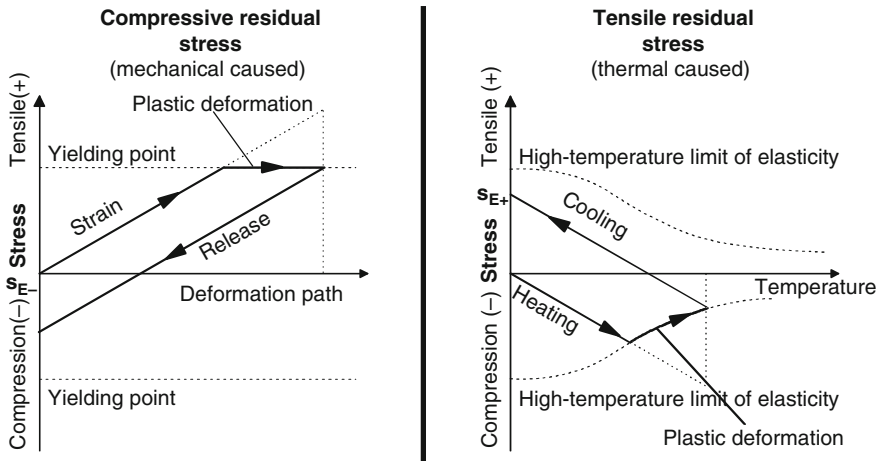 Compressive residual
stress
(mechanical caused)
Plastic deformation
Tensile(+)
Yielding point
Strain
Release
Stress
sE–
Deformation path
Compression(–)
Yielding point
Tensile residual
stress
(thermal caused)
Tensile (+)
High-temperature limit of elasticity
sE+
Cooling
Stress
Temperature
Heating
Compression (–)
High-temperature limit of elasticity
Plastic deformation